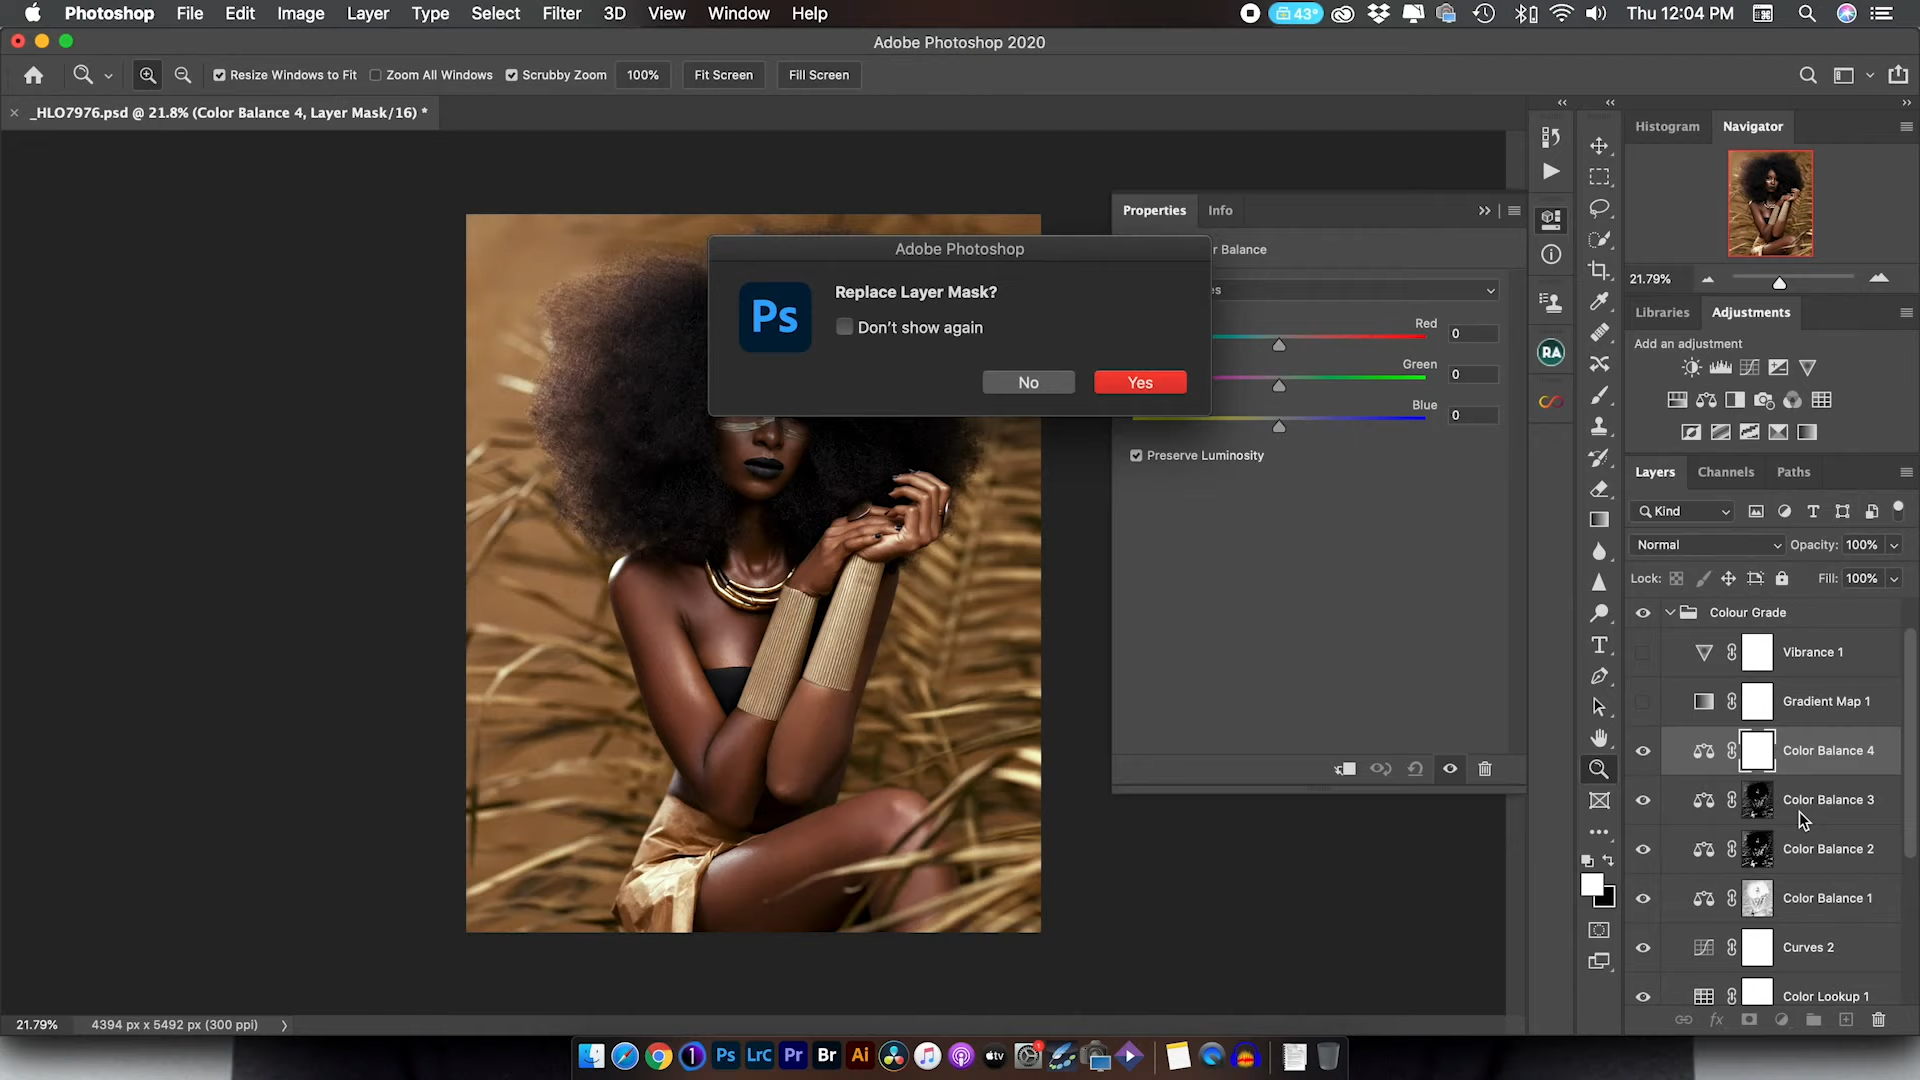 Photoshop File Edit Image Layer Type Select Filter 3D View Window Help 43° Thu 12:04 PM
Adobe Photoshop 2020
Resize Windows to Fit Zoom All Windows Scrubby Zoom 100% Fit Screen Fill Screen
_HLO7976.psd @ 21.8% (Color Balance 4, Layer Mask/16) *
Histogram Navigator
21.79%
Libraries Adjustments
Add an adjustment
Properties Info
r Balance
es
Red 0
Green 0
Blue 0
Preserve Luminosity
Adobe Photoshop
Ps
Replace Layer Mask?
Don't show again
No Yes
RA
Layers Channels Paths
Kind
Normal Opacity: 100%
Lock: Fill: 100%
Colour Grade
Vibrance 1
Gradient Map 1
Color Balance 4
Color Balance 3
Color Balance 2
Color Balance 1
Curves 2
Color Lookup 1
fx
21.79% 4394 px x 5492 px (300 ppi)
Ps LrC Pr Br Ai tv 1